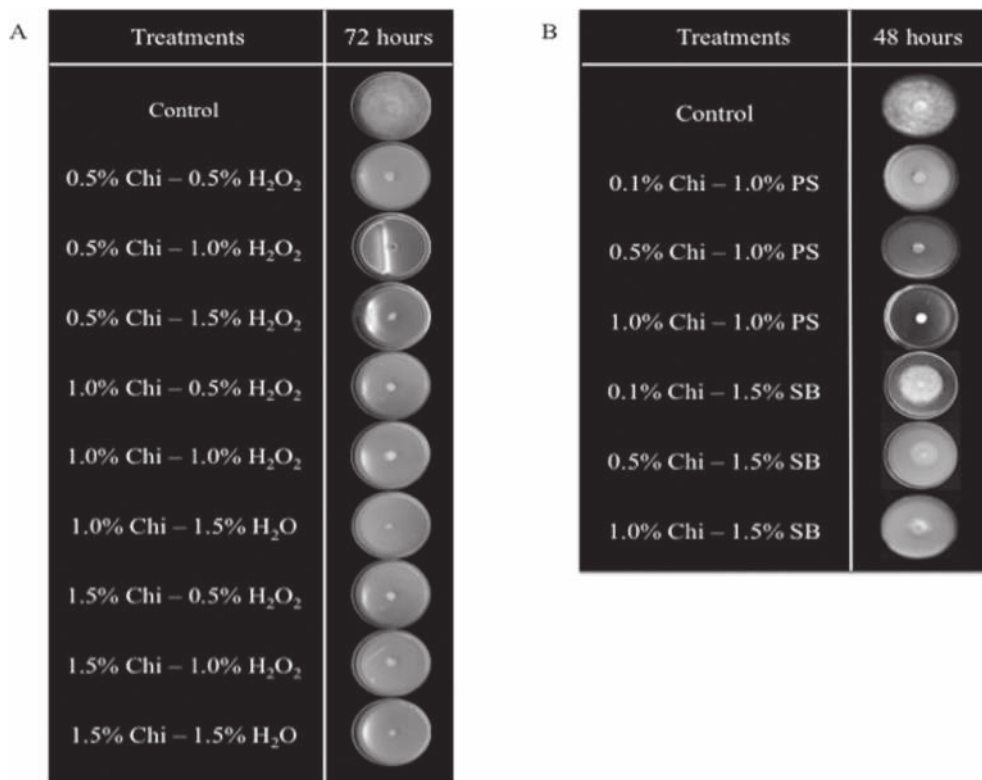 A
Treatments 72 hours
Control
0.5% Chi – 0.5% H₂O₂
0.5% Chi – 1.0% H₂O₂
0.5% Chi – 1.5% H₂O₂
1.0% Chi – 0.5% H₂O₂
1.0% Chi – 1.0% H₂O₂
1.0% Chi – 1.5% H₂O
1.5% Chi – 0.5% H₂O₂
1.5% Chi – 1.0% H₂O₂
1.5% Chi – 1.5% H₂O
B
Treatments 48 hours
Control
0.1% Chi – 1.0% PS
0.5% Chi – 1.0% PS
1.0% Chi – 1.0% PS
0.1% Chi – 1.5% SB
0.5% Chi – 1.5% SB
1.0% Chi – 1.5% SB